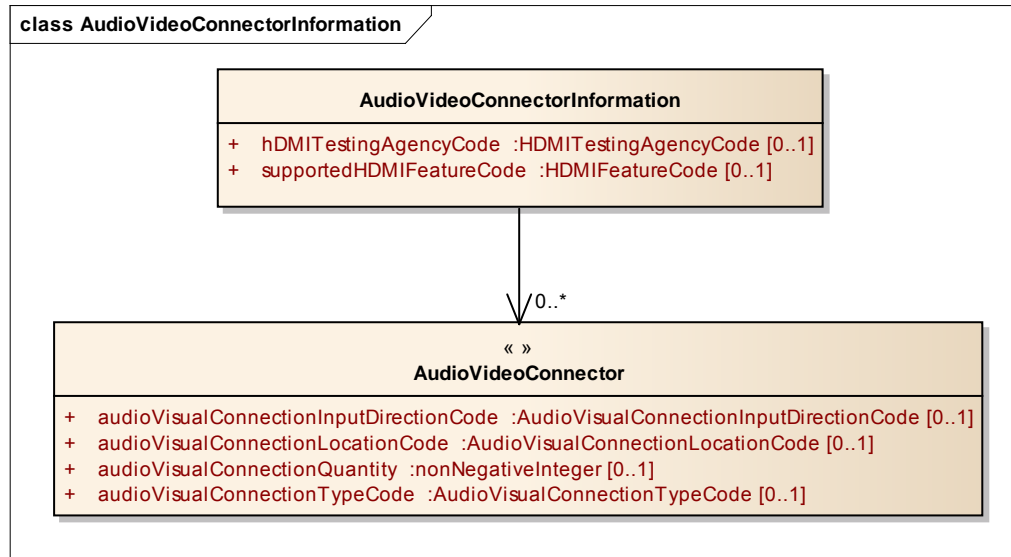 class AudioVideoConnectorInformation
AudioVideoConnectorInformation
+ hDMITestingAgencyCode :HDMITestingAgencyCode [0..1]
+ supportedHDMIFeatureCode :HDMIFeatureCode [0..1]
0..*
« »
AudioVideoConnector
+ audioVisualConnectionInputDirectionCode :AudioVisualConnectionInputDirectionCode [0..1]
+ audioVisualConnectionLocationCode :AudioVisualConnectionLocationCode [0..1]
+ audioVisualConnectionQuantity :nonNegativeInteger [0..1]
+ audioVisualConnectionTypeCode :AudioVisualConnectionTypeCode [0..1]